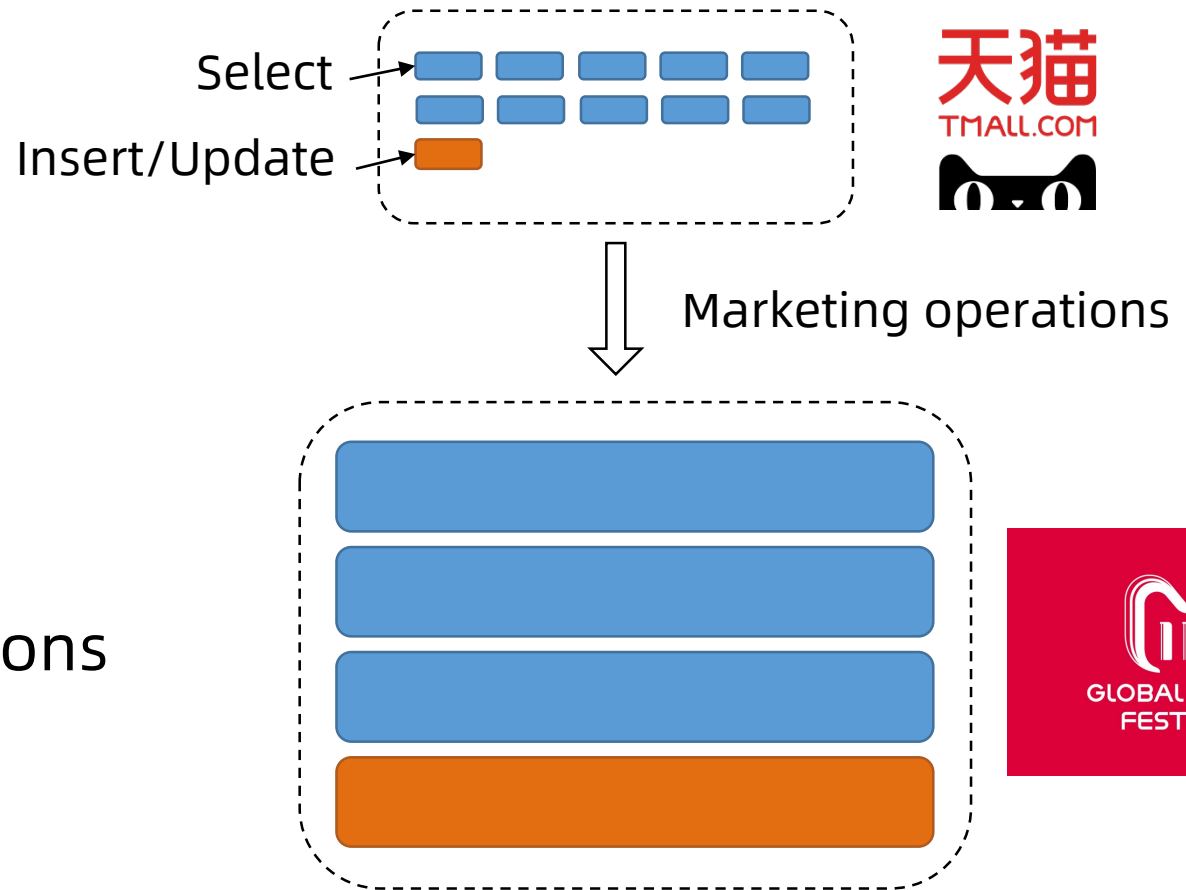 Select
Insert/Update
天猫
TMALL.COM
Marketing operations
ons
GLOBAL
FEST